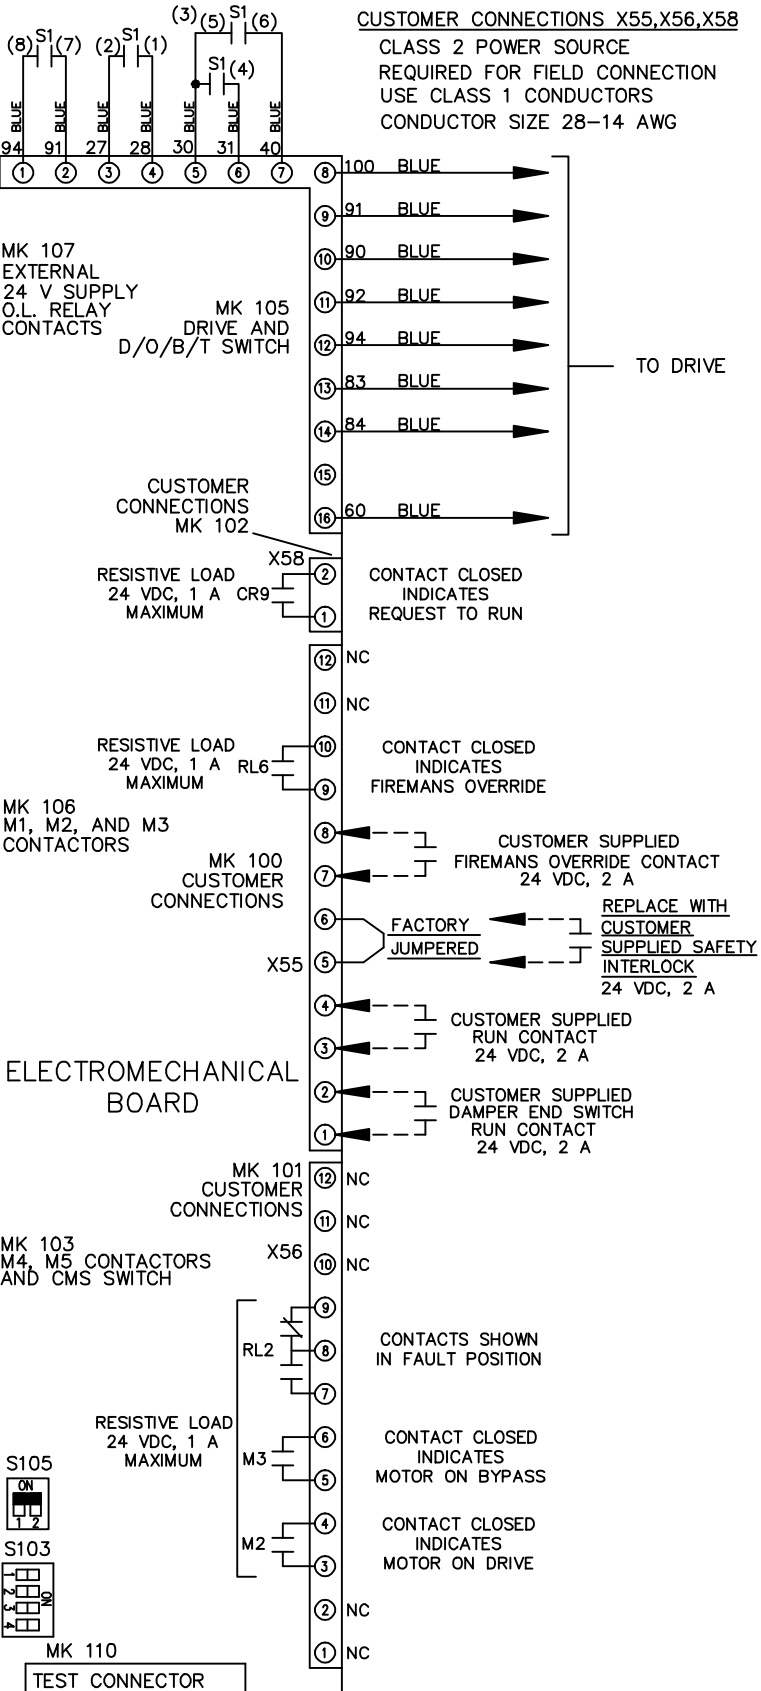 CUSTOMER CONNECTIONS X55,X56,X58
CLASS 2 POWER SOURCE
REQUIRED FOR FIELD CONNECTION
USE CLASS 1 CONDUCTORS
CONDUCTOR SIZE 28-14 AWG
(8) S1 (7)
(2) S1 (1)
(3) (5) S1 (6)
S1 (4)
BLUE BLUE BLUE BLUE BLUE BLUE BLUE
94 91 27 28 30 31 40
1 2 3 4 5 6 7
8 100 BLUE
9 91 BLUE
10 90 BLUE
11 92 BLUE
12 94 BLUE
13 83 BLUE
14 84 BLUE
15
16 60 BLUE
TO DRIVE
MK 107
EXTERNAL
24 V SUPPLY
O.L. RELAY
CONTACTS
MK 105
DRIVE AND
D/O/B/T SWITCH
CUSTOMER
CONNECTIONS
MK 102
X58
2
1
RESISTIVE LOAD
24 VDC, 1 A
MAXIMUM
CR9
CONTACT CLOSED
INDICATES
REQUEST TO RUN
12 NC
11 NC
10
9
RESISTIVE LOAD
24 VDC, 1 A
MAXIMUM
RL6
CONTACT CLOSED
INDICATES
FIREMANS OVERRIDE
MK 106
M1, M2, AND M3
CONTACTORS
8
7
CUSTOMER SUPPLIED
FIREMANS OVERRIDE CONTACT
24 VDC, 2 A
MK 100
CUSTOMER
CONNECTIONS
X55
6
5
FACTORY
JUMPERED
REPLACE WITH
CUSTOMER
SUPPLIED SAFETY
INTERLOCK
24 VDC, 2 A
4
3
CUSTOMER SUPPLIED
RUN CONTACT
24 VDC, 2 A
ELECTROMECHANICAL
BOARD
2
1
CUSTOMER SUPPLIED
DAMPER END SWITCH
RUN CONTACT
24 VDC, 2 A
MK 101
CUSTOMER
CONNECTIONS
X56
12 NC
11 NC
10 NC
MK 103
M4, M5 CONTACTORS
AND CMS SWITCH
9
8
7
RL2
CONTACTS SHOWN
IN FAULT POSITION
RESISTIVE LOAD
24 VDC, 1 A
MAXIMUM
6
5
M3
CONTACT CLOSED
INDICATES
MOTOR ON BYPASS
4
3
M2
CONTACT CLOSED
INDICATES
MOTOR ON DRIVE
2 NC
1 NC
S105
ON
1 2
S103
1
2
3
4
ON
MK 110
TEST CONNECTOR